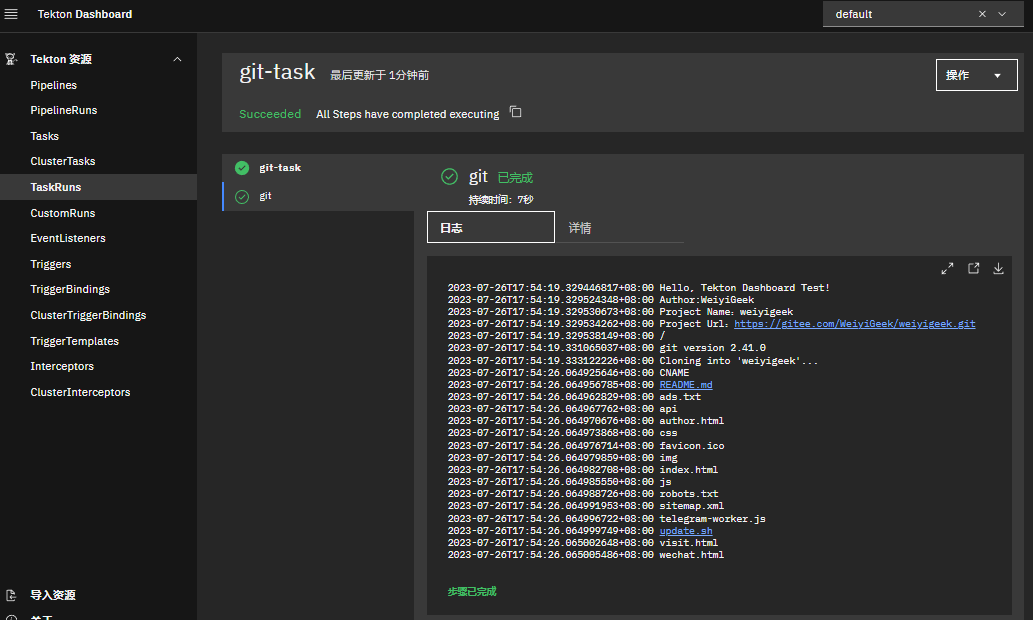 Tekton Dashboard
default
Tekton 资源
Pipelines
PipelineRuns
Tasks
ClusterTasks
TaskRuns
CustomRuns
EventListeners
Triggers
TriggerBindings
ClusterTriggerBindings
TriggerTemplates
Interceptors
ClusterInterceptors
导入资源
关于
git-task 最后更新于 1分钟前
操作
Succeeded All Steps have completed executing
git-task
git
git 已完成
持续时间: 7秒
日志 详情
2023-07-26T17:54:19.329446817+08:00 Hello, Tekton Dashboard Test!
2023-07-26T17:54:19.329524348+08:00 Author:WeiyiGeek
2023-07-26T17:54:19.329530673+08:00 Project Name: weiyigeek
2023-07-26T17:54:19.329534262+08:00 Project Url: https://gitee.com/WeiyiGeek/weiyigeek.git
2023-07-26T17:54:19.329538149+08:00 /
2023-07-26T17:54:19.331065037+08:00 git version 2.41.0
2023-07-26T17:54:19.333122226+08:00 Cloning into 'weiyigeek'...
2023-07-26T17:54:26.064925646+08:00 CNAME
2023-07-26T17:54:26.064956785+08:00 README.md
2023-07-26T17:54:26.064962829+08:00 ads.txt
2023-07-26T17:54:26.064967762+08:00 api
2023-07-26T17:54:26.064970676+08:00 author.html
2023-07-26T17:54:26.064973868+08:00 css
2023-07-26T17:54:26.064976714+08:00 favicon.ico
2023-07-26T17:54:26.064979859+08:00 img
2023-07-26T17:54:26.064982708+08:00 index.html
2023-07-26T17:54:26.064985550+08:00 js
2023-07-26T17:54:26.064988726+08:00 robots.txt
2023-07-26T17:54:26.064991953+08:00 sitemap.xml
2023-07-26T17:54:26.064996722+08:00 telegram-worker.js
2023-07-26T17:54:26.064999749+08:00 update.sh
2023-07-26T17:54:26.065002648+08:00 visit.html
2023-07-26T17:54:26.065005486+08:00 wechat.html
步骤已完成